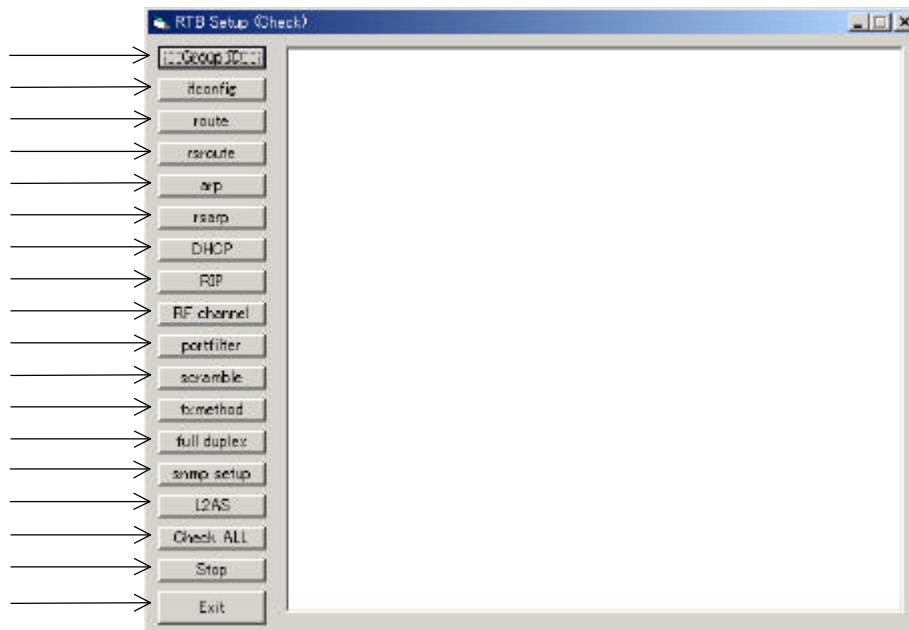 RTB Setup (Check)
Group ID
ifconfig
route
rsroute
arp
rsarp
DHCP
RIP
RF channel
portfilter
scramble
txmethod
full duplex
snmp setup
L2AS
Check ALL
Stop
Exit